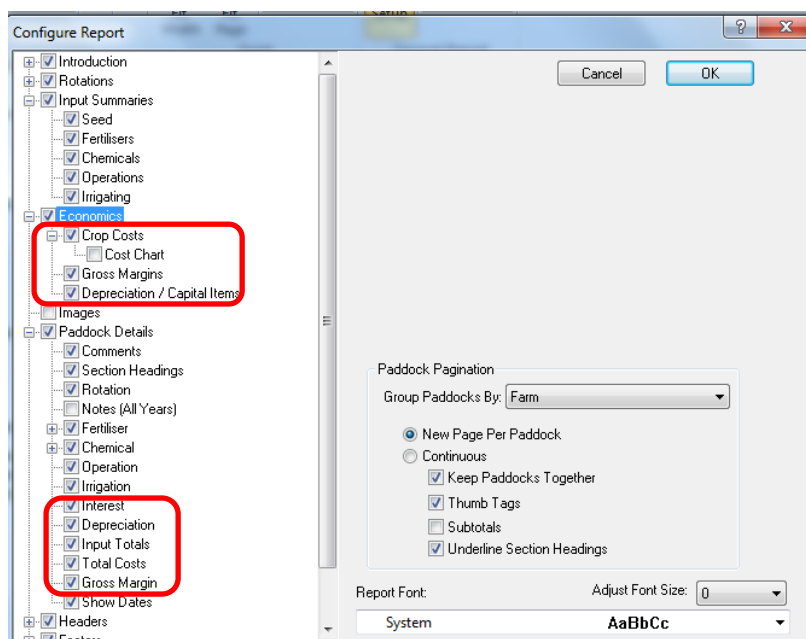 Setup
Configure Report
Introduction
Rotations
Input Summaries
Seed
Fertilisers
Chemicals
Operations
Irrigating
Economics
Crop Costs
Cost Chart
Gross Margins
Depreciation / Capital Items
Images
Paddock Details
Comments
Section Headings
Rotation
Notes (All Years)
Fertiliser
Chemical
Operation
Irrigation
Interest
Depreciation
Input Totals
Total Costs
Gross Margin
Show Dates
Headers
Footers
Cancel OK
Paddock Pagination
Group Paddocks By: Farm
New Page Per Paddock
Continuous
Keep Paddocks Together
Thumb Tags
Subtotals
Underline Section Headings
Report Font: Adjust Font Size: 0
System AaBbCc